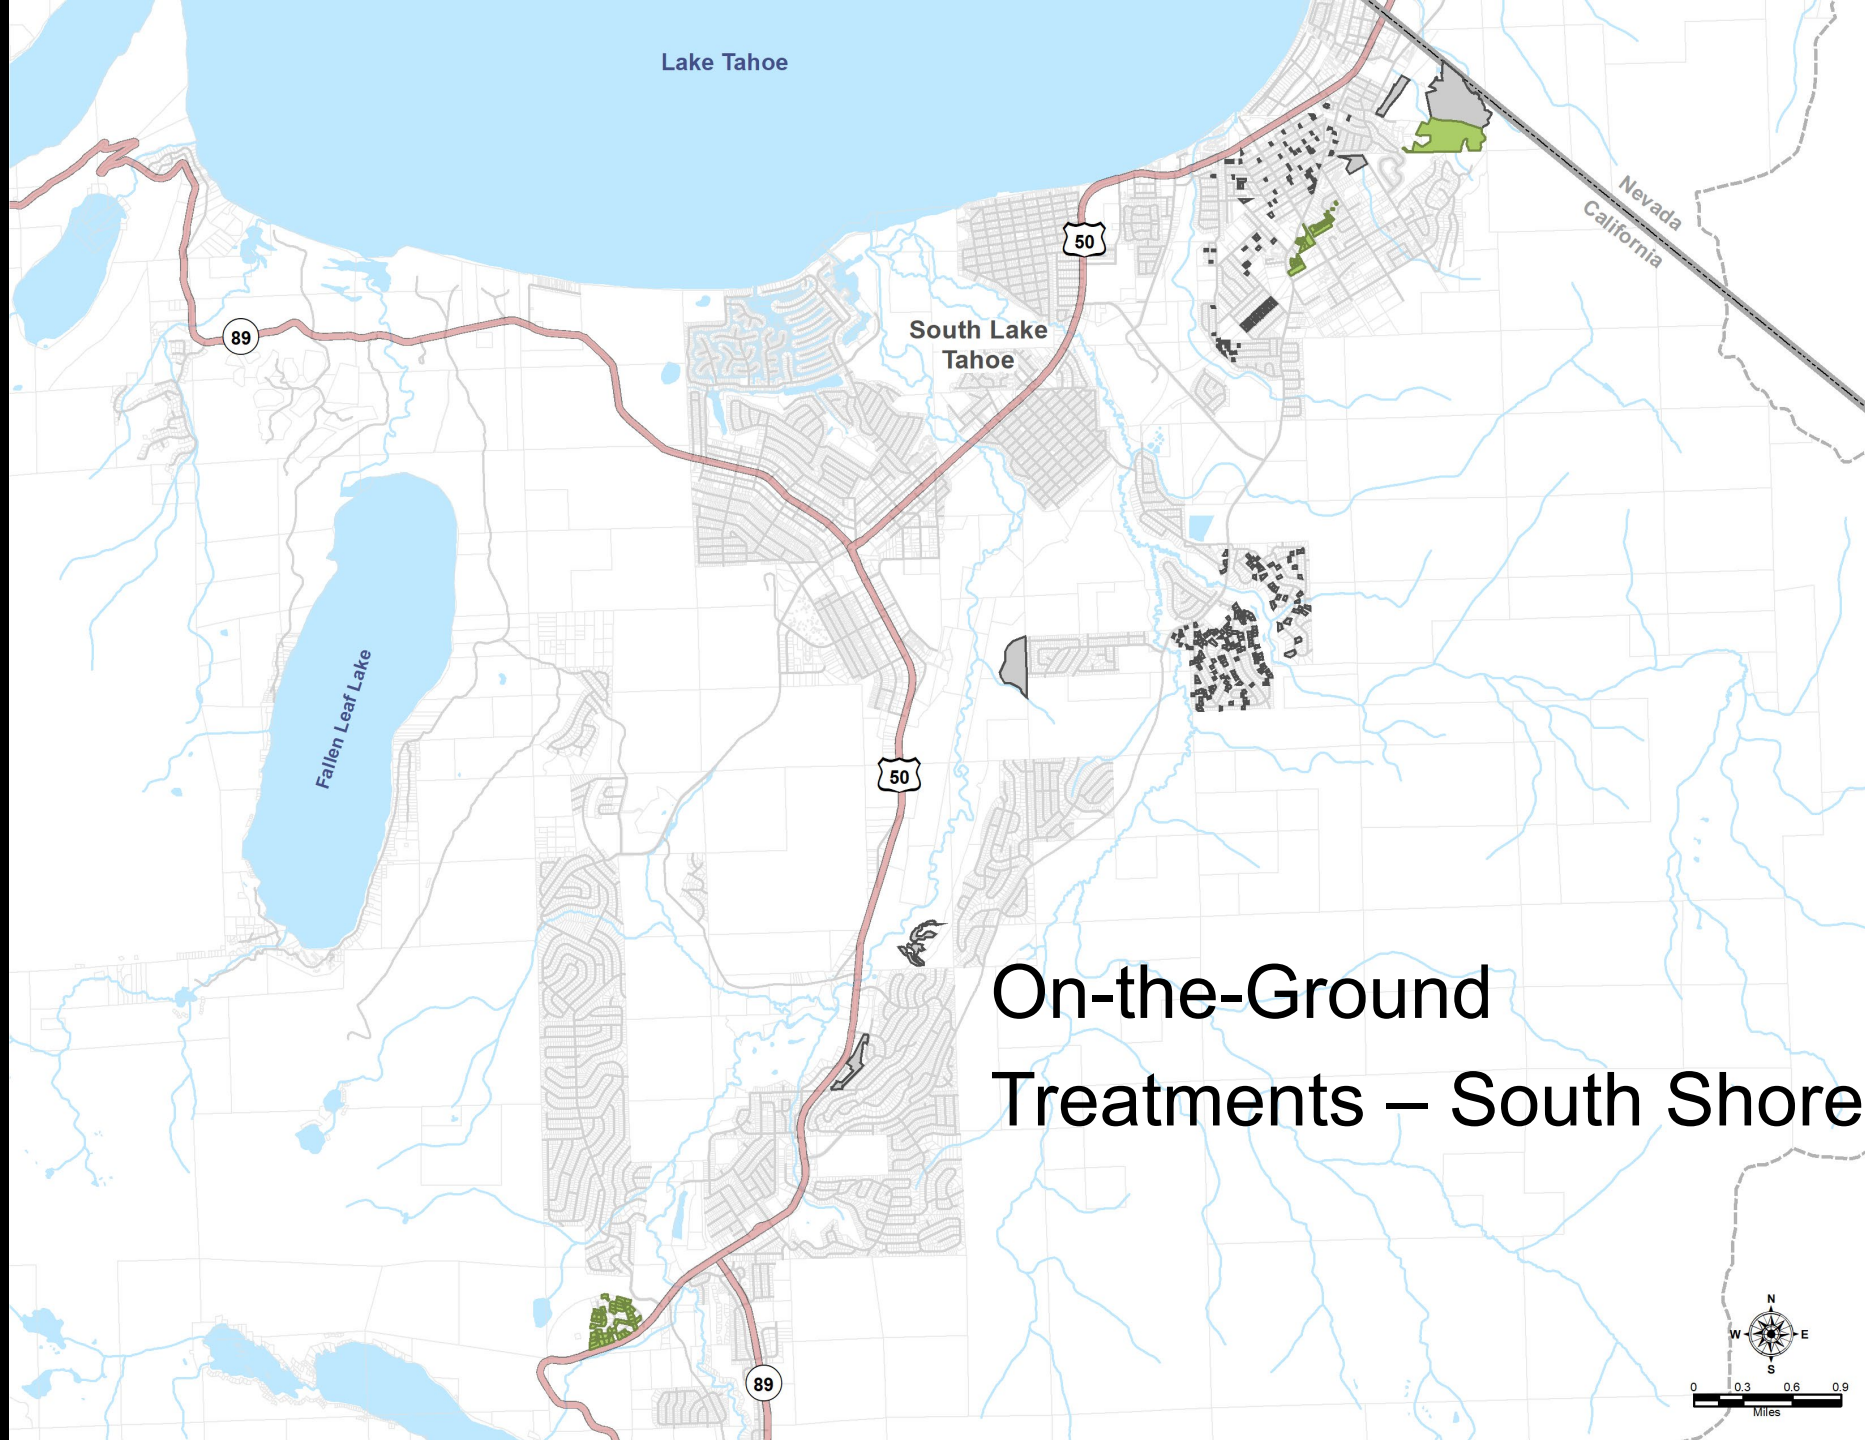 Lake Tahoe
Nevada
California
50
South Lake
Tahoe
89
Fallen Leaf Lake
50
On-the-Ground
Treatments – South Shore
89
N
W E
S
0 0.3 0.6 0.9
Miles